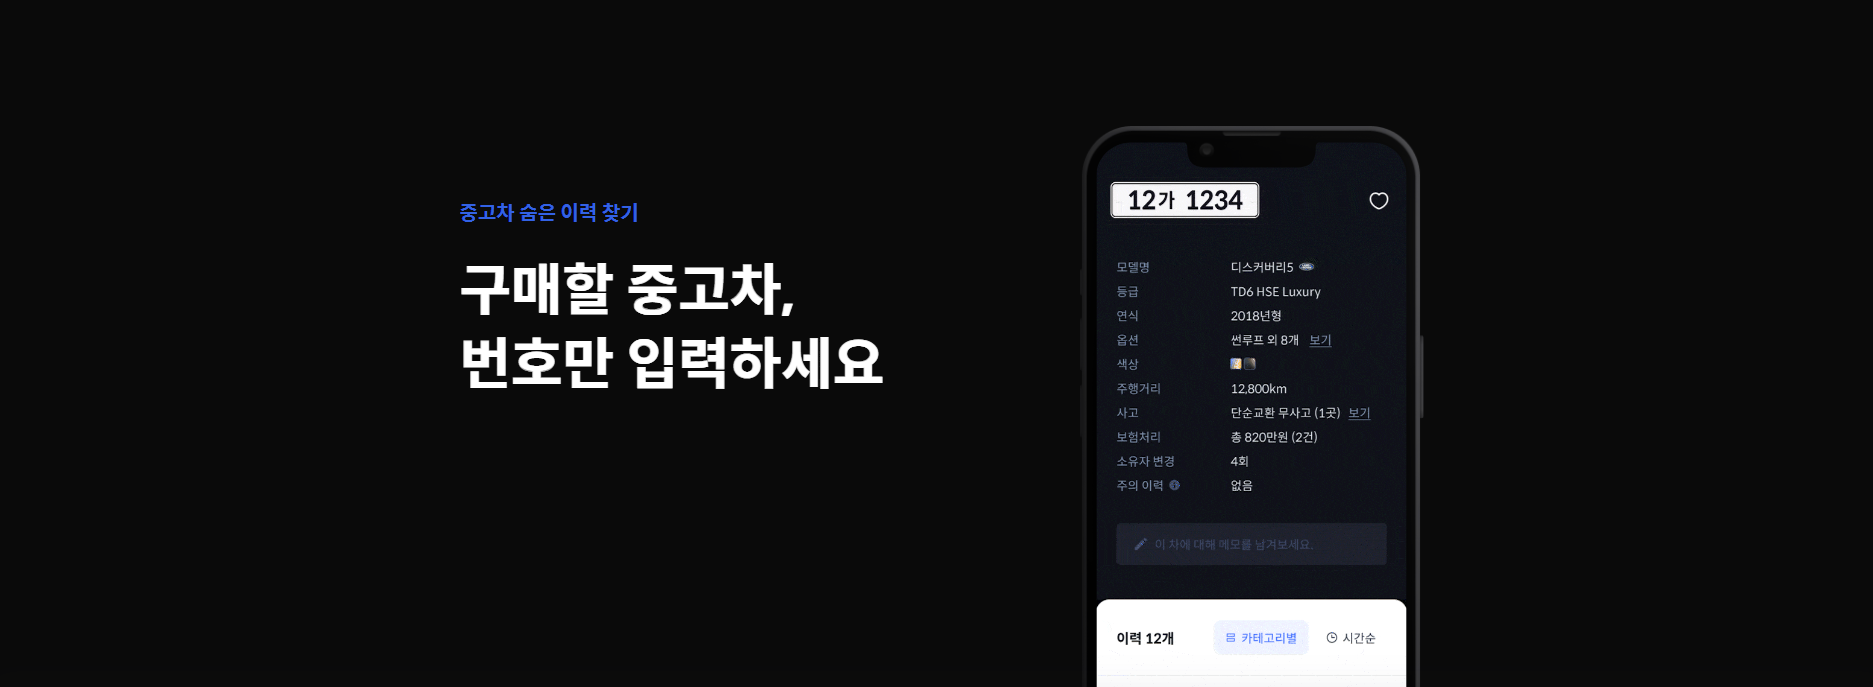 중고차 숨은 이력 찾기
구매할 중고차,
번호만 입력하세요
12가 1234
모델명 디스커버리5
등급 TD6 HSE Luxury
연식 2018년형
옵션 썬루프 외 8개 보기
색상
주행거리 12,800km
사고 단순교환 무사고 (1곳) 보기
보험처리 총 820만원 (2건)
소유자 변경 4회
주의 이력 없음
이 차에 대해 메모를 남겨보세요.
이력 12개 카테고리별 시간순